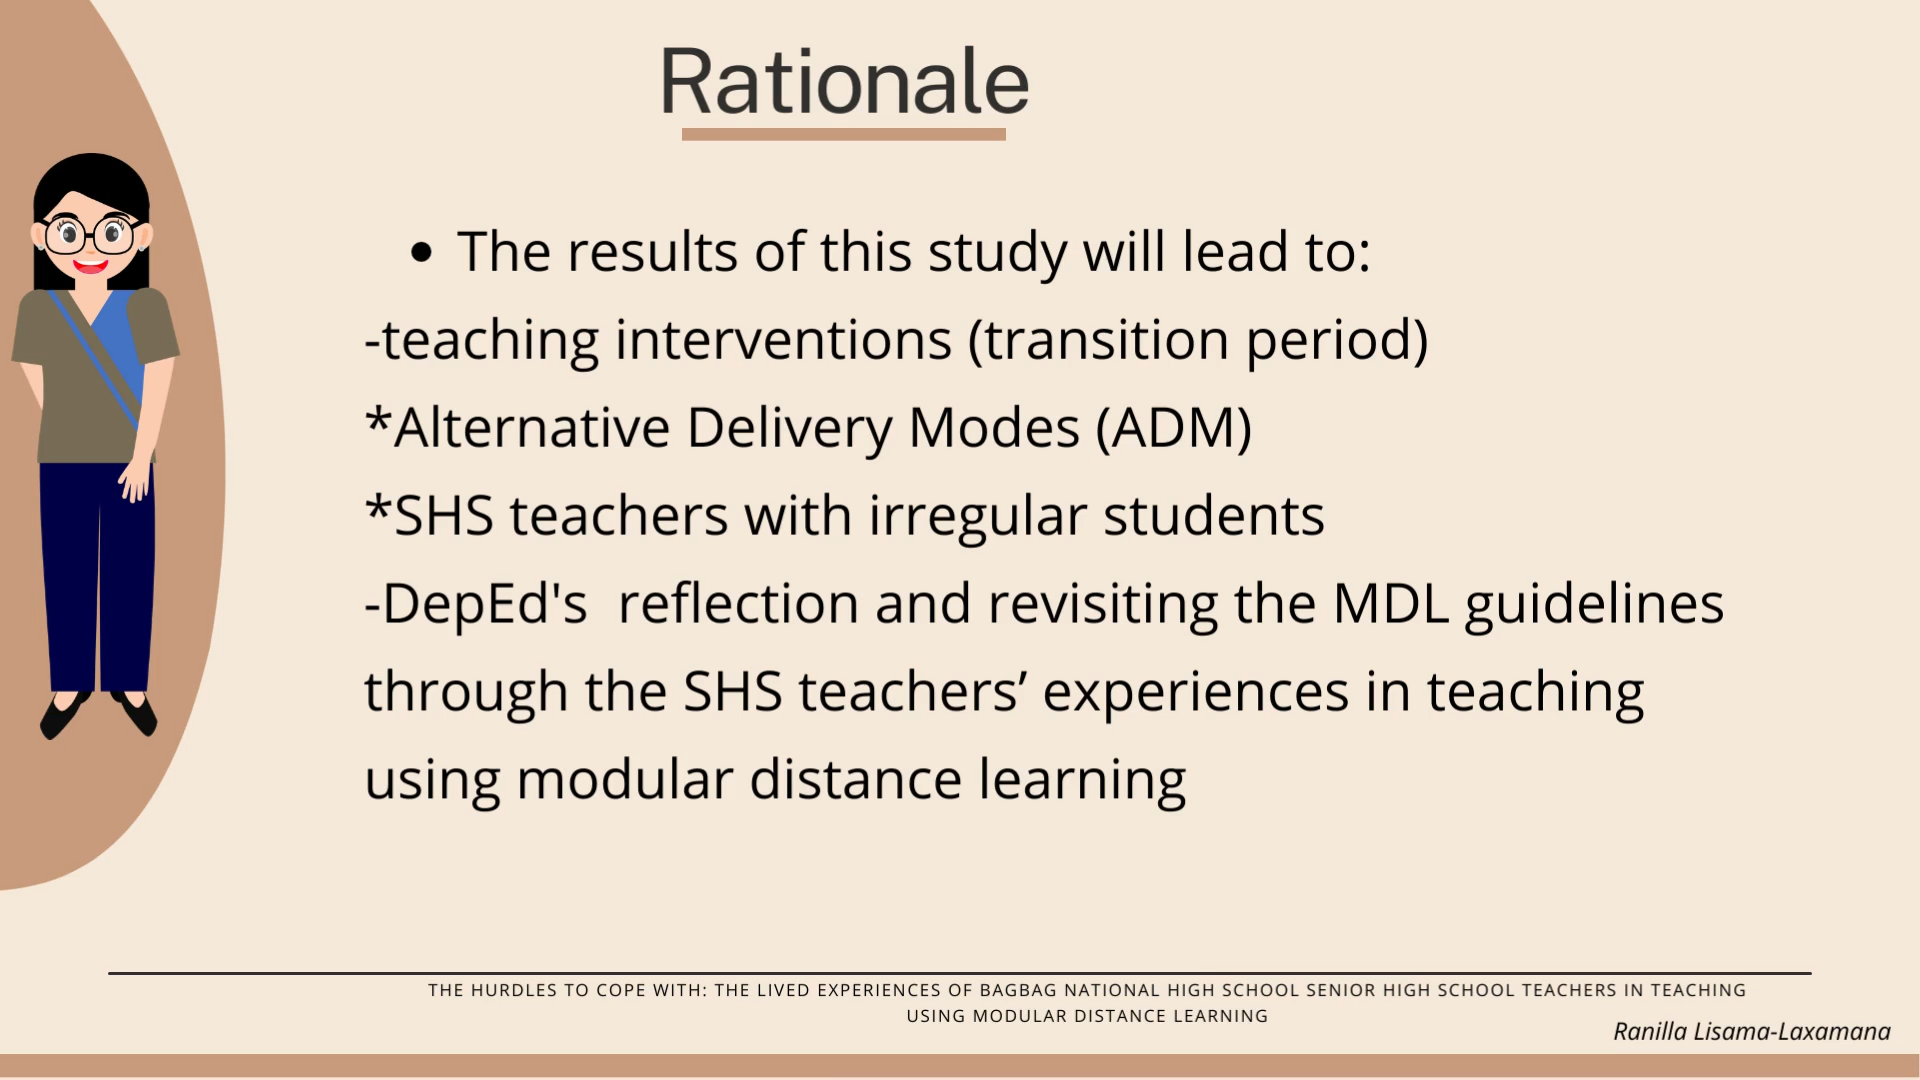 Rationale
• The results of this study will lead to:
-teaching interventions (transition period)
*Alternative Delivery Modes (ADM)
*SHS teachers with irregular students
-DepEd's  reflection and revisiting the MDL guidelines
through the SHS teachers’ experiences in teaching
using modular distance learning
THE HURDLES TO COPE WITH: THE LIVED EXPERIENCES OF BAGBAG NATIONAL HIGH SCHOOL SENIOR HIGH SCHOOL TEACHERS IN TEACHING
USING MODULAR DISTANCE LEARNING
Ranilla Lisama-Laxamana